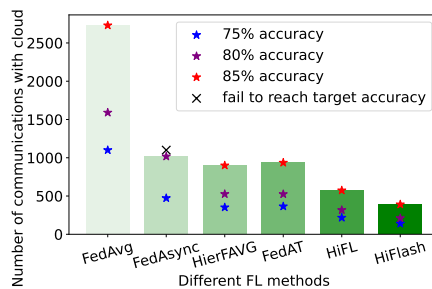 Number of communications with cloud
2500
2000
1500
1000
500
0
75% accuracy
80% accuracy
85% accuracy
fail to reach target accuracy
FedAvg
FedAsync
HierFAVG
FedAT
HiFL
HiFlash
Different FL methods